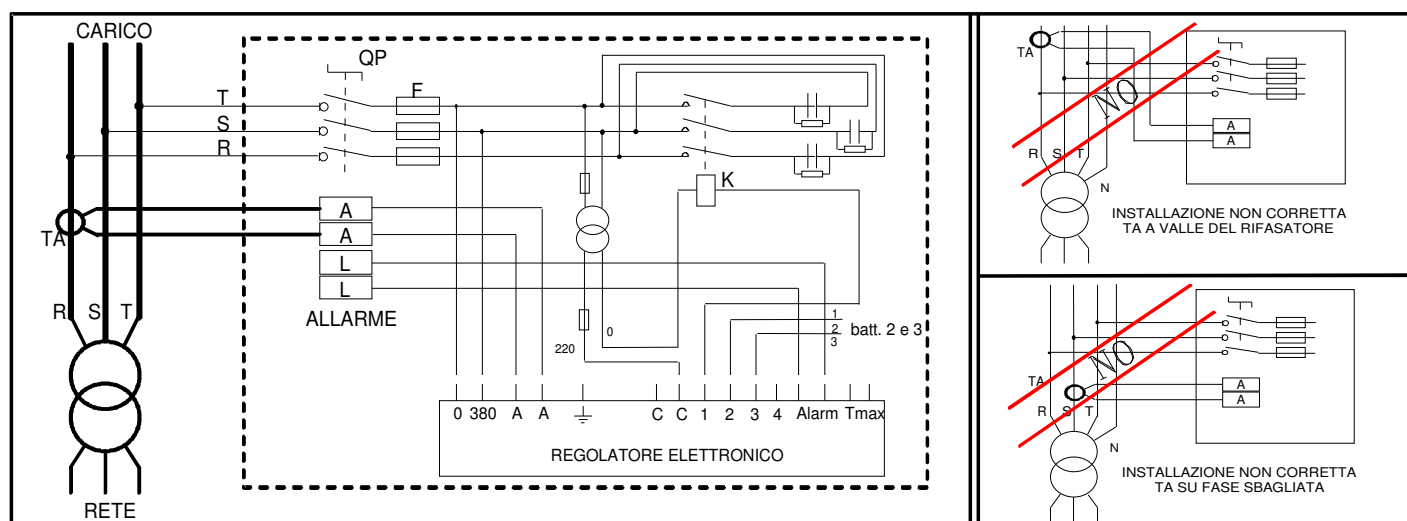 CARICO
QP
F
T
S
R
K
A
A
TA
L
L
ALLARME
R S T
0
220
1
2
3
batt. 2 e 3
0 380 A A C C 1 2 3 4 Alarm Tmax
REGOLATORE ELETTRONICO
RETE
TA
NO
A
A
R S T
N
INSTALLAZIONE NON CORRETTA
TA A VALLE DEL RIFASATORE
NO
TA
A
A
R S T
N
INSTALLAZIONE NON CORRETTA
TA SU FASE SBAGLIATA